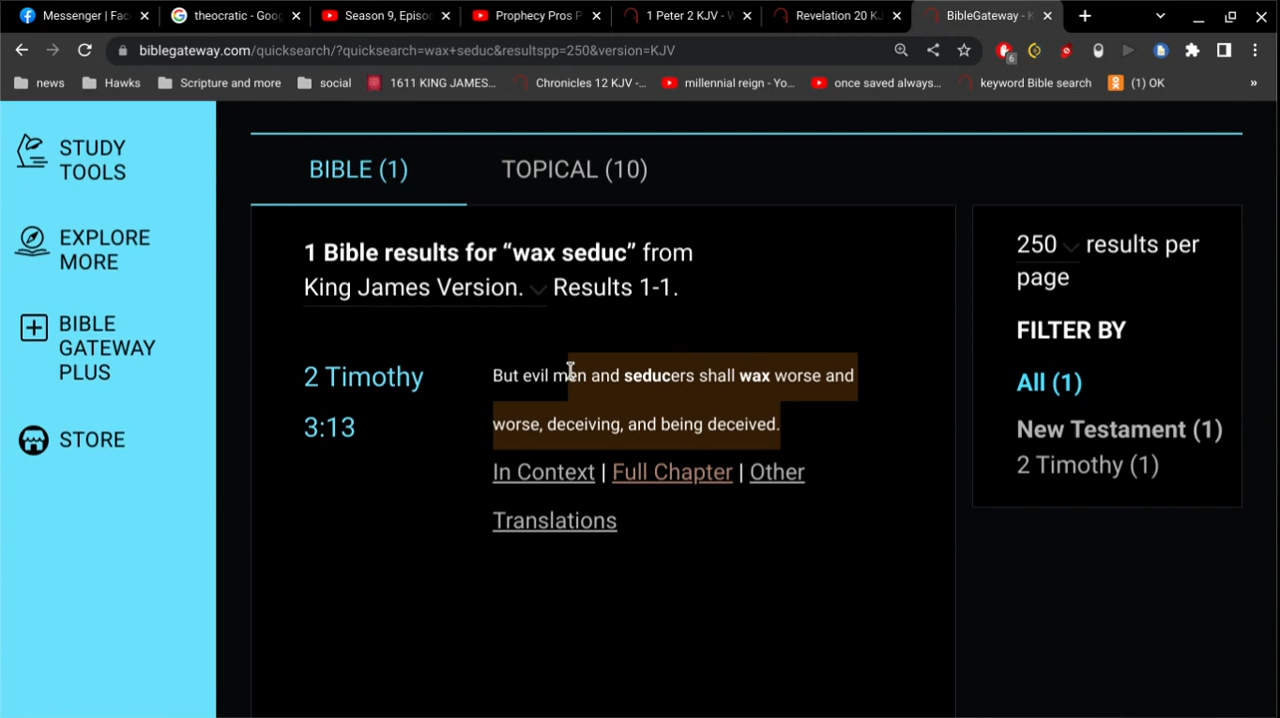 Messenger | Fac
theocratic - Goog
Season 9, Episod
Prophecy Pros P
1 Peter 2 KJV - W
Revelation 20 KJ
BibleGateway - K
biblegateway.com/quicksearch/?quicksearch=wax+seduc&resultspp=250&version=KJV
6
news
Hawks
Scripture and more
social
1611 KING JAMES...
Chronicles 12 KJV -...
millennial reign - Yo...
once saved always...
keyword Bible search
(1) OK
»
STUDY
TOOLS
EXPLORE
MORE
BIBLE
GATEWAY
PLUS
STORE
BIBLE (1)
TOPICAL (10)
1 Bible results for “wax seduc” from
King James Version. Results 1-1.
2 Timothy
3:13
But evil men and seducers shall wax worse and
worse, deceiving, and being deceived.
In Context | Full Chapter | Other
Translations
250 results per
page
FILTER BY
All (1)
New Testament (1)
2 Timothy (1)